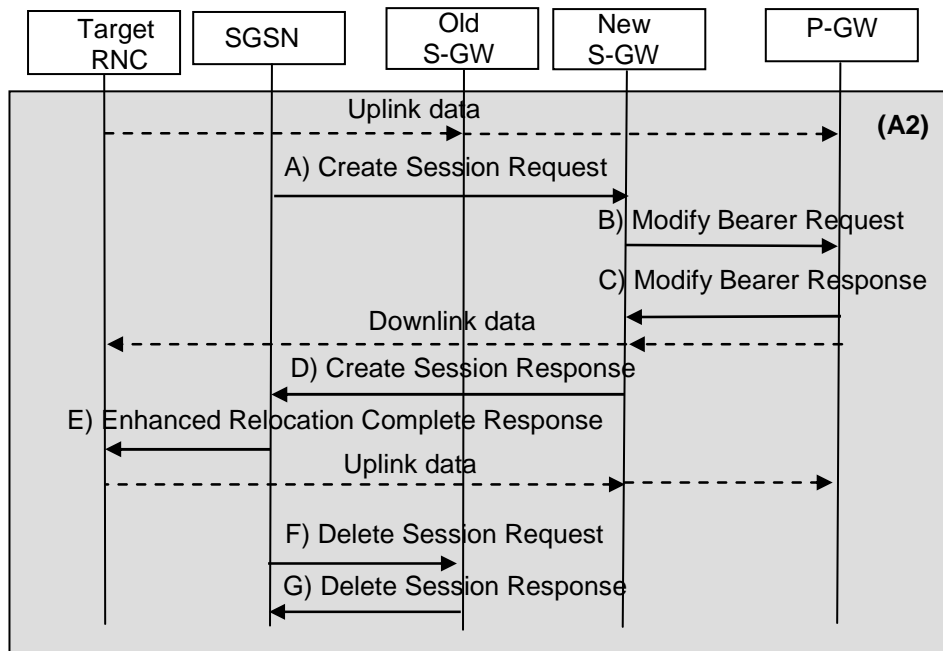 Target
RNC
SGSN
Old
S-GW
New
S-GW
P-GW
Uplink data
(A2)
A) Create Session Request
B) Modify Bearer Request
C) Modify Bearer Response
Downlink data
D) Create Session Response
E) Enhanced Relocation Complete Response
Uplink data
F) Delete Session Request
G) Delete Session Response